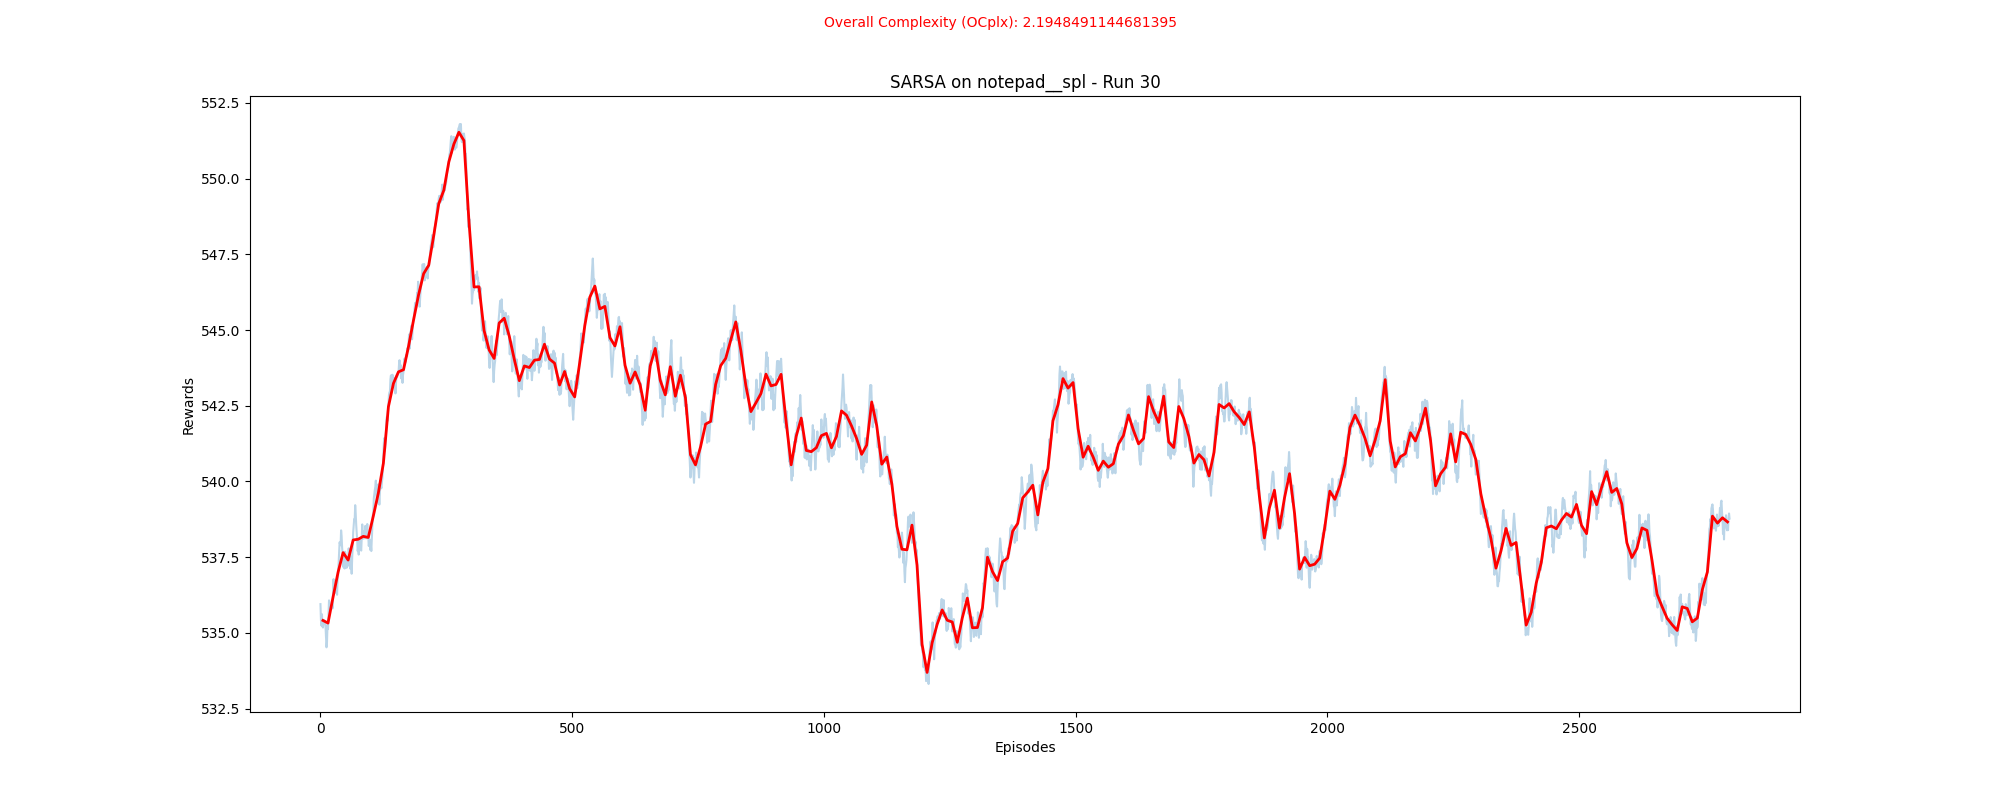 Overall Complexity (OCplx): 2.1948491144681395
SARSA on notepad__spl - Run 30
552.5
550.0
547.5
545.0
542.5
540.0
537.5
535.0
532.5
Rewards
0 500 1000 1500 2000 2500
Episodes